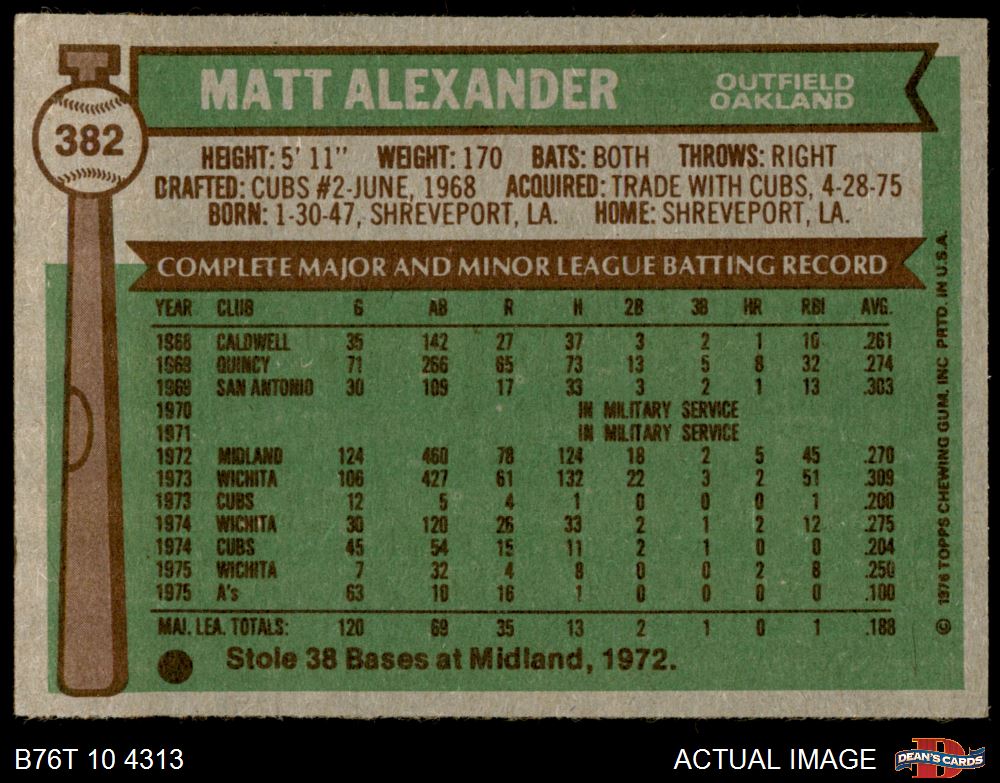 382
MATT ALEXANDER
OUTFIELD
OAKLAND
HEIGHT: 5' 11" WEIGHT: 170 BATS: BOTH THROWS: RIGHT
DRAFTED: CUBS #2-JUNE, 1968 ACQUIRED: TRADE WITH CUBS, 4-28-75
BORN: 1-30-47, SHREVEPORT, LA. HOME: SHREVEPORT, LA.
COMPLETE MAJOR AND MINOR LEAGUE BATTING RECORD
YEAR CLUB G AB R H 2B 3B HR RBI AVG.
1968 CALDWELL 35 142 27 37 3 2 1 10 .261
1969 QUINCY 71 266 65 73 13 5 8 32 .274
1969 SAN ANTONIO 30 109 17 33 3 2 1 13 .303
1970 IN MILITARY SERVICE
1971 IN MILITARY SERVICE
1972 MIDLAND 124 460 78 124 18 2 5 45 .270
1973 WICHITA 106 427 61 132 22 3 2 51 .309
1973 CUBS 12 5 4 1 0 0 0 1 .200
1974 WICHITA 30 120 26 33 2 1 2 12 .275
1974 CUBS 45 54 15 11 2 1 0 0 .204
1975 WICHITA 7 32 4 8 0 0 2 8 .250
1975 A's 63 10 16 1 0 0 0 0 .100
MAJ. LEA. TOTALS: 120 69 35 13 2 1 0 1 .188
Stole 38 Bases at Midland, 1972.
© 1976 TOPPS CHEWING GUM, INC PRTD. IN U.S.A.
B76T 10 4313
ACTUAL IMAGE
D
DEAN'S CARDS